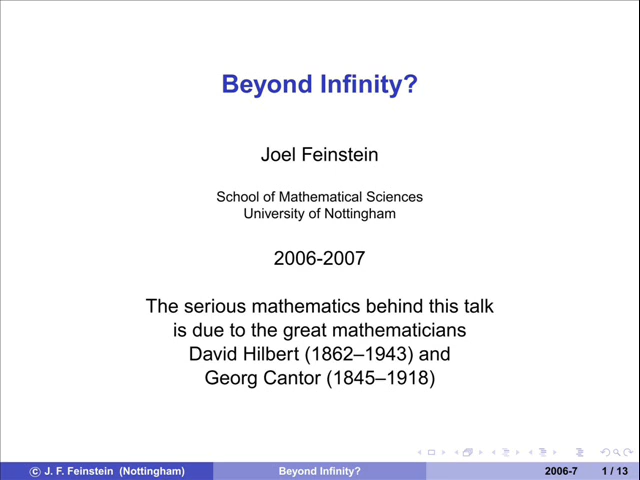 Beyond Infinity?
Joel Feinstein
School of Mathematical Sciences
University of Nottingham
2006-2007
The serious mathematics behind this talk
is due to the great mathematicians
David Hilbert (1862–1943) and
Georg Cantor (1845–1918)
© J. F. Feinstein (Nottingham) Beyond Infinity? 2006-7 1 / 13